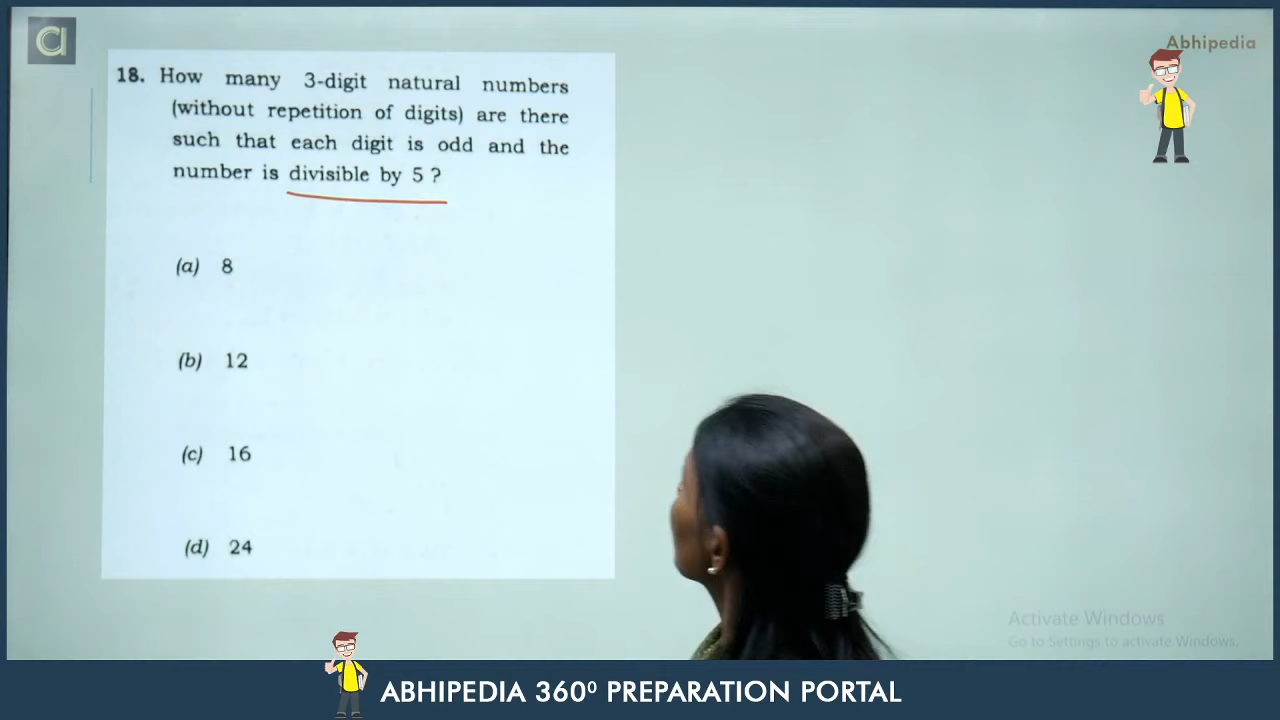 Abhipedia
18. How many 3-digit natural numbers
(without repetition of digits) are there
such that each digit is odd and the
number is divisible by 5 ?
(a) 8
(b) 12
(c) 16
(d) 24
Activate Windows
Go to Settings to activate Windows.
ABHIPEDIA 360⁰ PREPARATION PORTAL